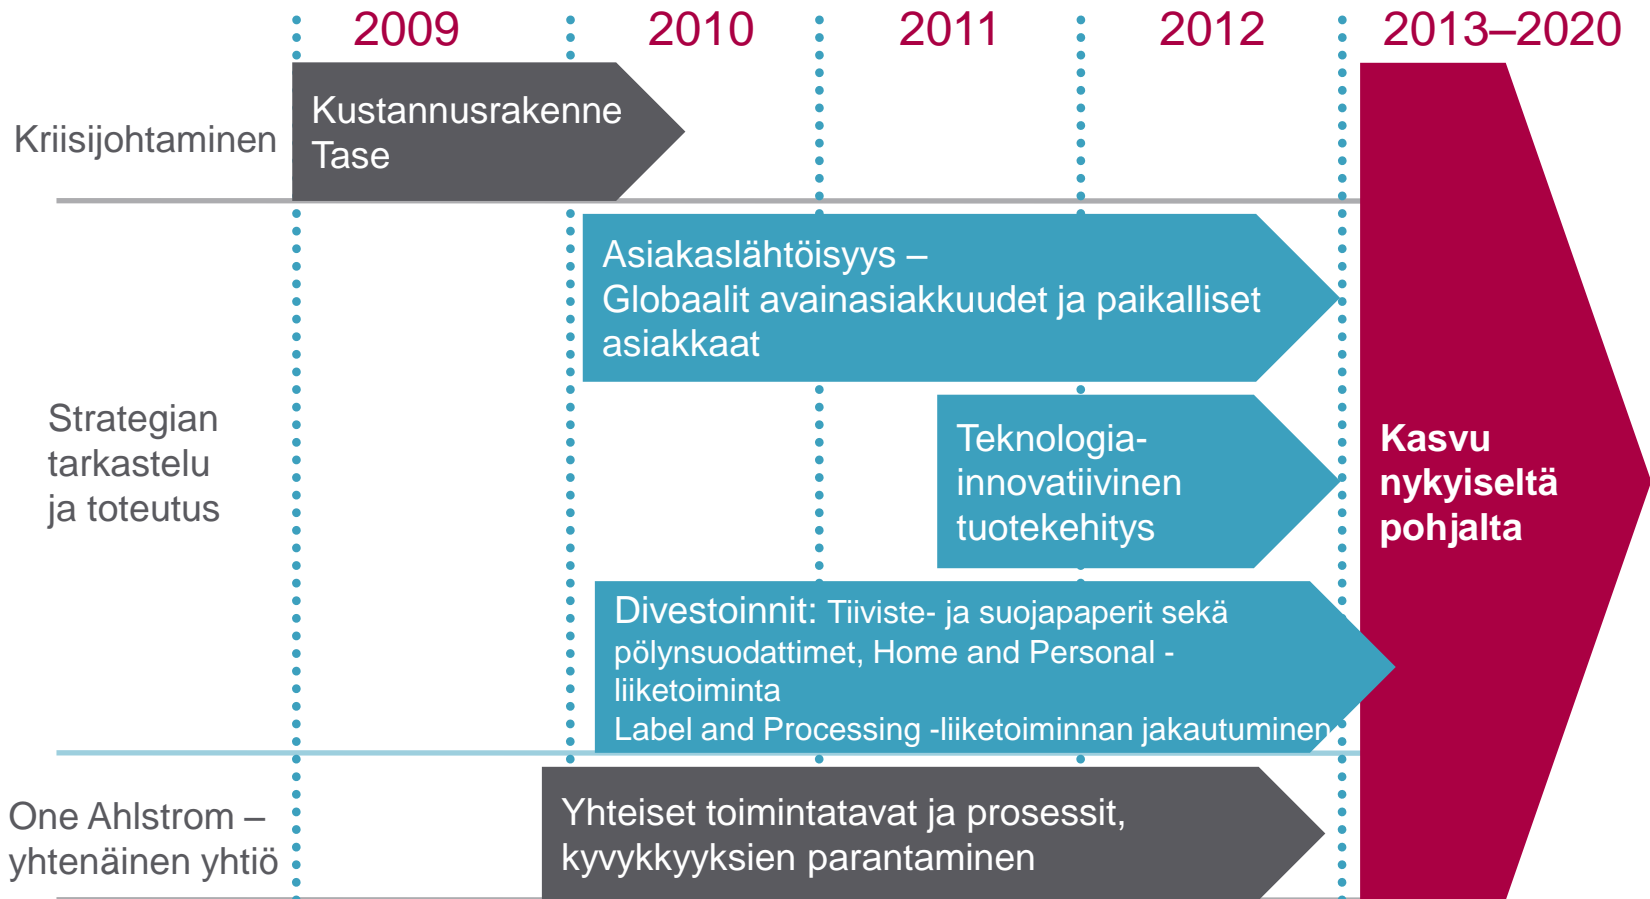 2009
2010
2011
2012
2013–2020
Kriisijohtaminen
Kustannusrakenne
Tase
Asiakaslähtöisyys –
Globaalit avainasiakkuudet ja paikalliset
asiakkaat
Strategian
tarkastelu
ja toteutus
Teknologia-
innovatiivinen
tuotekehitys
Kasvu
nykyiseltä
pohjalta
Divestoinnit: Tiiviste- ja suojapaperit sekä
pölynsuodattimet, Home and Personal -
liiketoiminta
Label and Processing -liiketoiminnan jakautuminen
One Ahlstrom –
yhtenäinen yhtiö
Yhteiset toimintatavat ja prosessit,
kyvykkyyksien parantaminen